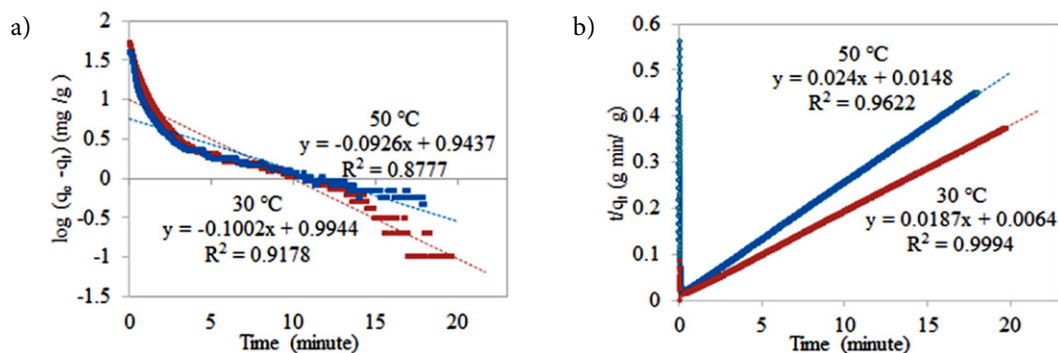 a)
log (qe -qt) (mg /g)
2
1.5
1
0.5
0
-0.5
-1
-1.5
50 °C
y = -0.0926x + 0.9437
R² = 0.8777
30 °C
y = -0.1002x + 0.9944
R² = 0.9178
0 5 10 15 20
Time (minute)
b)
t/qt (g min/ g)
0.6
0.5
0.4
0.3
0.2
0.1
0
50 °C
y = 0.024x + 0.0148
R² = 0.9622
30 °C
y = 0.0187x + 0.0064
R² = 0.9994
0 5 10 15 20
Time (minute)